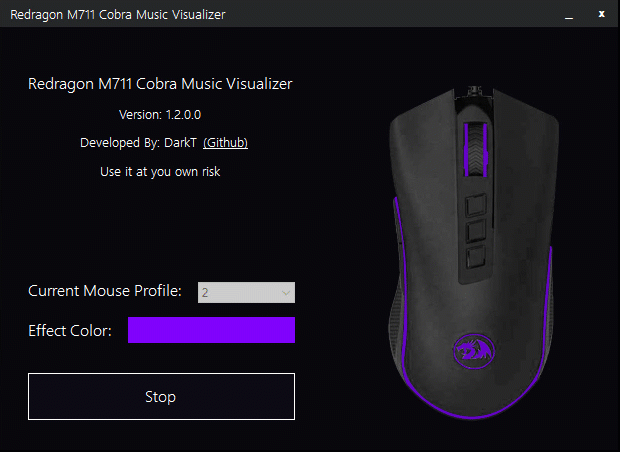 Redragon M711 Cobra Music Visualizer
Redragon M711 Cobra Music Visualizer
Version: 1.2.0.0
Developed By: DarkT (Github)
Use it at you own risk
Current Mouse Profile: 2
Effect Color:
Stop